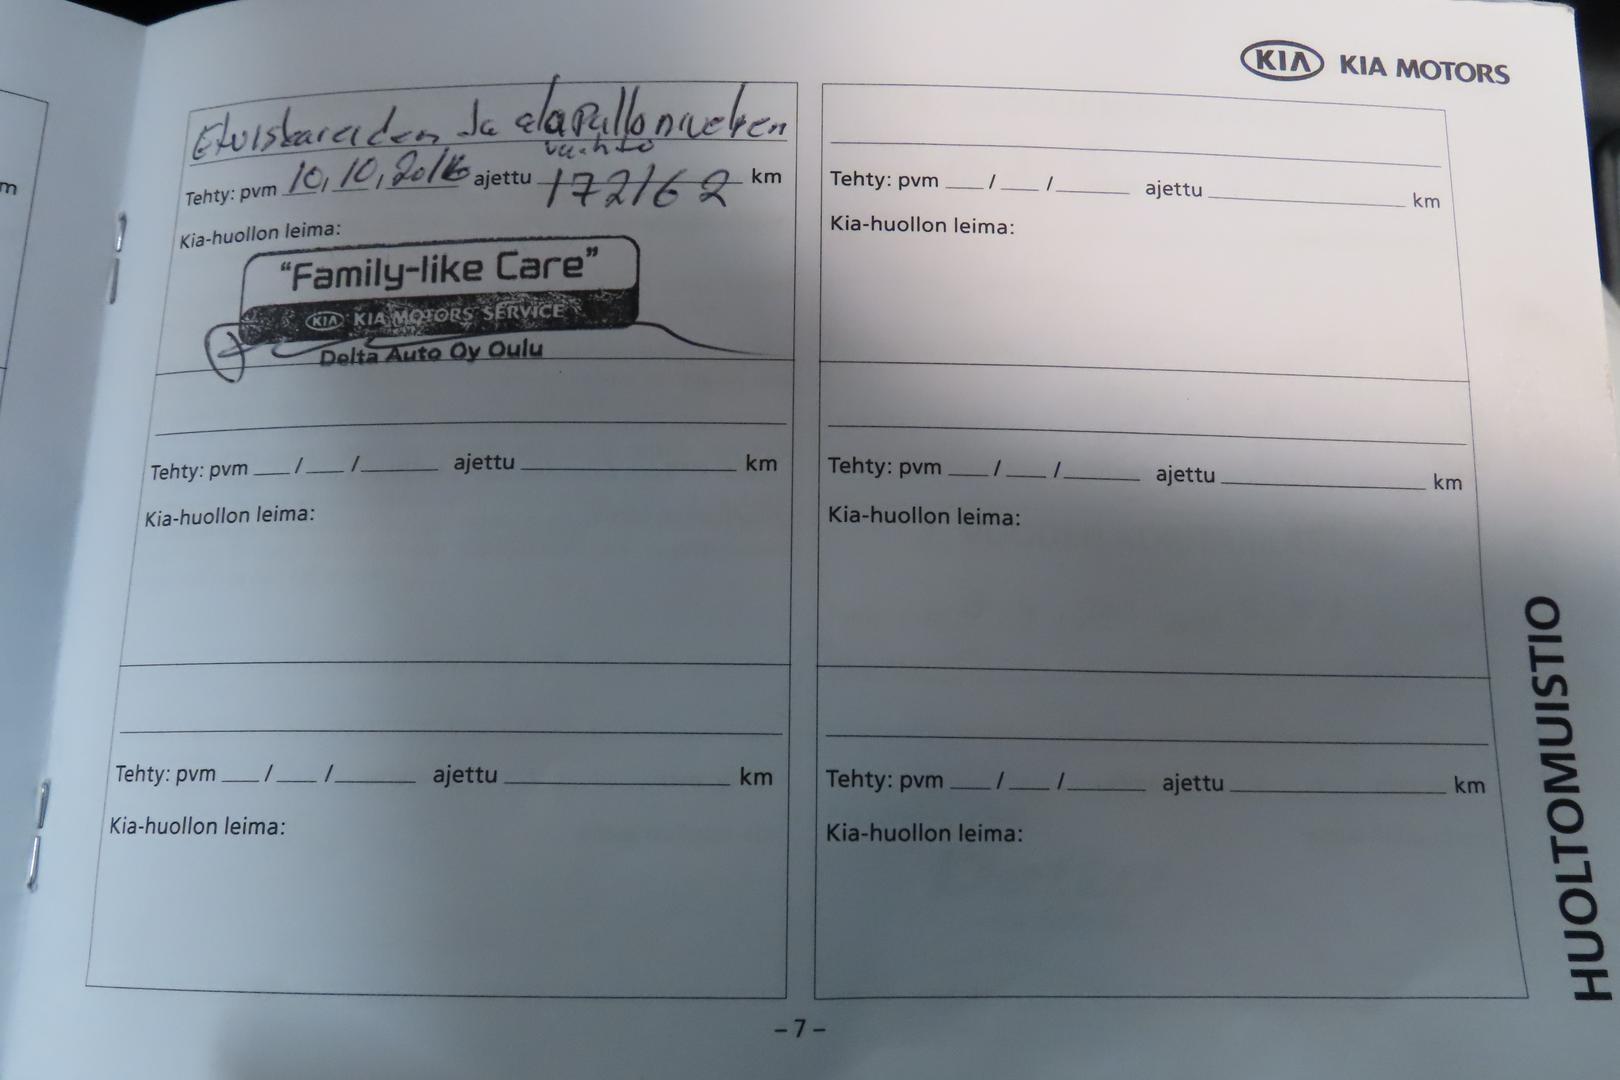 KIA KIA MOTORS
Etuiskareiden Ja alapallonivelten
vaihto
Tehty: pvm 10,10,2016 ajettu 172162 km
Kia-huollon leima:
"Family-like Care"
KIA KIA MOTORS SERVICE
Delta Auto Oy Oulu
Tehty: pvm / / ajettu km
Kia-huollon leima:
Tehty: pvm / / ajettu km
Kia-huollon leima:
Tehty: pvm / / ajettu km
Kia-huollon leima:
Tehty: pvm / / ajettu km
Kia-huollon leima:
Tehty: pvm / / ajettu km
Kia-huollon leima:
HUOLTOMUISTIO
– 7 –
m